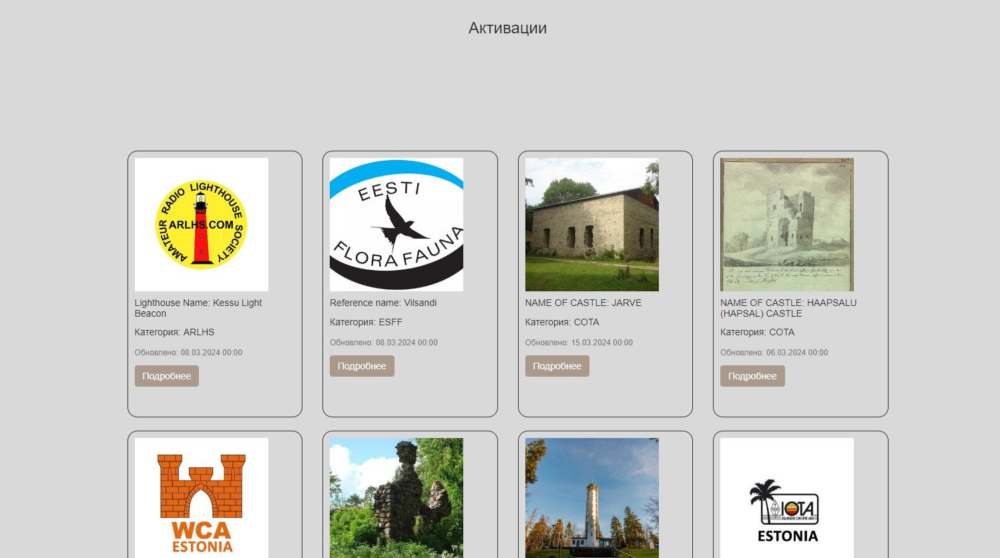 Активации
AMATEUR RADIO LIGHTHOUSE SOCIETY
ARLHS.COM
Lighthouse Name: Kessu Light
Beacon
Категория: ARLHS
Обновлено: 08.03.2024 00:00
Подробнее
EESTI
FLORA FAUNA
Reference name: Vilsandi
Категория: ESFF
Обновлено: 08.03.2024 00:00
Подробнее
NAME OF CASTLE: JARVE
Категория: COTA
Обновлено: 15.03.2024 00:00
Подробнее
NAME OF CASTLE: HAAPSALU
(HAPSAL) CASTLE
Категория: COTA
Обновлено: 06.03.2024 00:00
Подробнее
WCA
ESTONIA
IOTA
ISLANDS ON THE AIR
ESTONIA